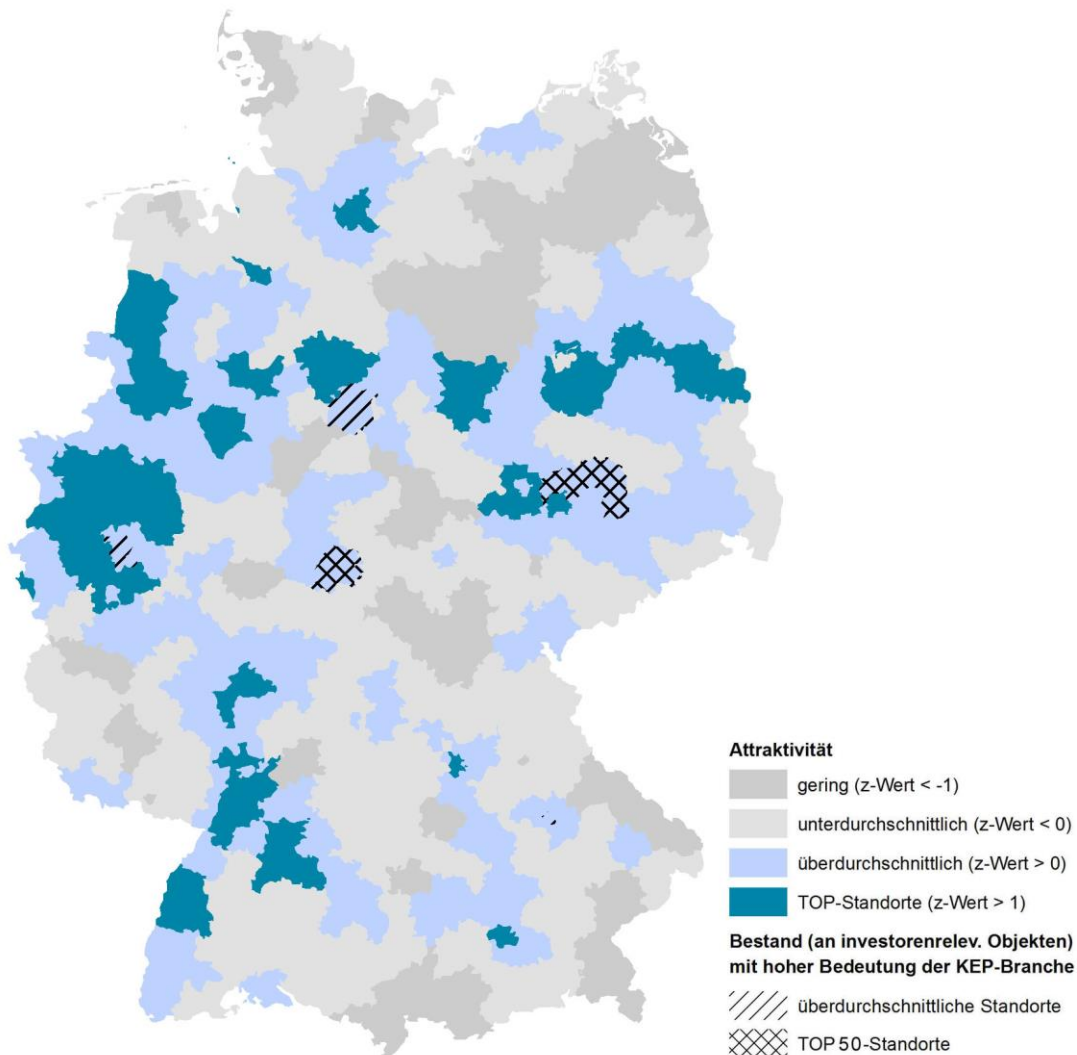 Attraktivität
gering (z-Wert < -1)
unterdurchschnittlich (z-Wert < 0)
überdurchschnittlich (z-Wert > 0)
TOP-Standorte (z-Wert > 1)
Bestand (an investorenrelev. Objekten)
mit hoher Bedeutung der KEP-Branche
überdurchschnittliche Standorte
TOP 50-Standorte